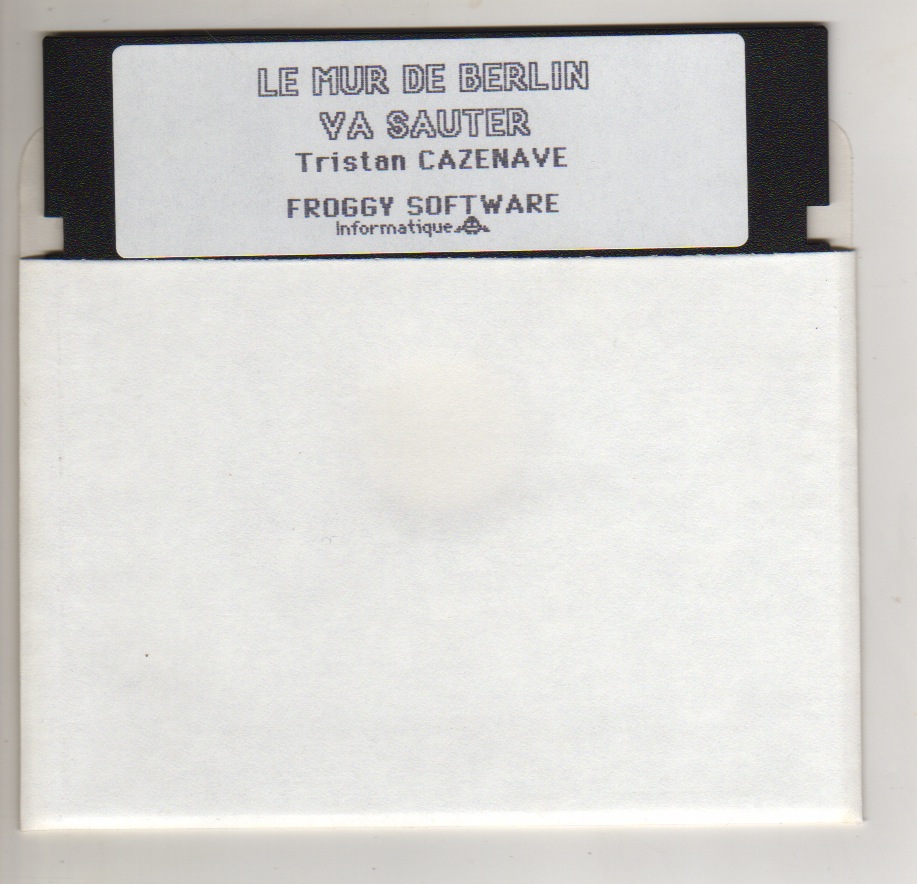 LE MUR DE BERLIN
VA SAUTER
Tristan CAZENAVE
FROGGY SOFTWARE
Informatique